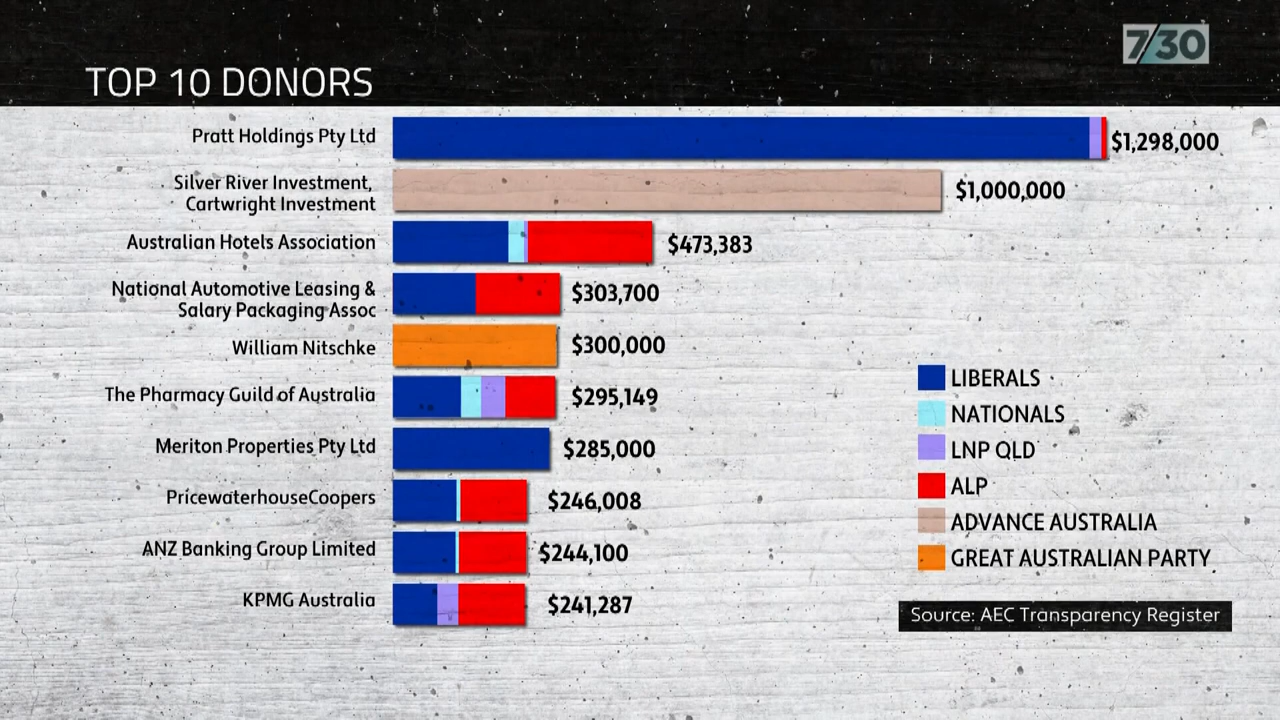 7/30
TOP 10 DONORS
Pratt Holdings Pty Ltd
$1,298,000
Silver River Investment,
Cartwright Investment
$1,000,000
Australian Hotels Association
$473,383
National Automotive Leasing &
Salary Packaging Assoc
$303,700
William Nitschke
$300,000
The Pharmacy Guild of Australia
$295,149
Meriton Properties Pty Ltd
$285,000
PricewaterhouseCoopers
$246,008
ANZ Banking Group Limited
$244,100
KPMG Australia
$241,287
LIBERALS
NATIONALS
LNP QLD
ALP
ADVANCE AUSTRALIA
GREAT AUSTRALIAN PARTY
Source: AEC Transparency Register